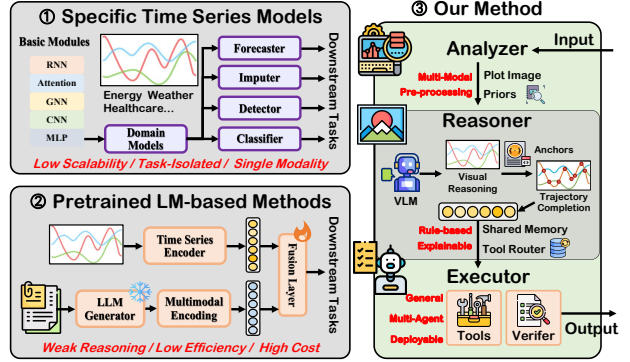 ① Specific Time Series Models
Basic Modules
RNN
Attention
GNN
CNN
MLP
Energy Weather
Healthcare...
Domain
Models
Forecaster
Imputer
Detector
Classifier
Downstream Tasks
Low Scalability / Task-Isolated / Single Modality
② Pretrained LM-based Methods
Time Series
Encoder
LLM
Generator
Multimodal
Encoding
Fusion Layer
Downstream Tasks
Weak Reasoning / Low Efficiency / High Cost
③ Our Method
Analyzer
Input
Multi-Modal
Pre-processing
Plot Image
Priors
Reasoner
VLM
Visual
Reasoning
Anchors
Trajectory
Completion
Rule-based
Explainable
Shared Memory
Tool Router
Executor
General
Multi-Agent
Deployable
Tools
Verifer
Output